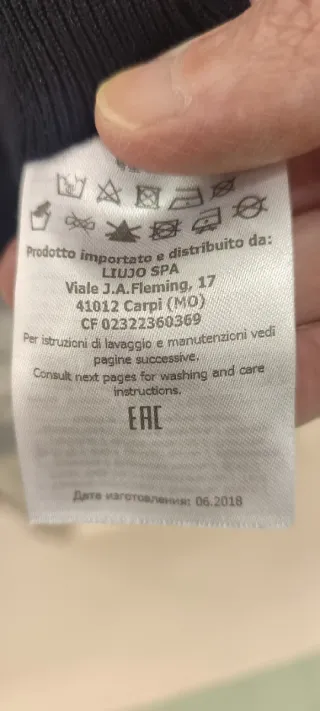 Prodotto importato e distribuito da:
LIUJO SPA
Viale J.A.Fleming, 17
41012 Carpi (MO)
CF 02322360369
Per istruzioni di lavaggio e manutenzioni vedi
pagine successive.
Consult next pages for washing and care
instructions.
EAC
Дата изготовления: 06.2018